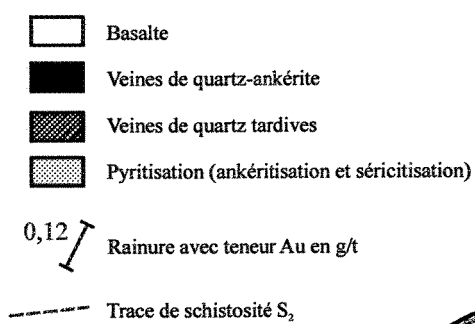 Basalte
Veines de quartz-ankérite
Veines de quartz tardives
Pyritisation (ankéritisation et séricitisation)
0,12 Rainure avec teneur Au en g/t
Trace de schistosité S₂